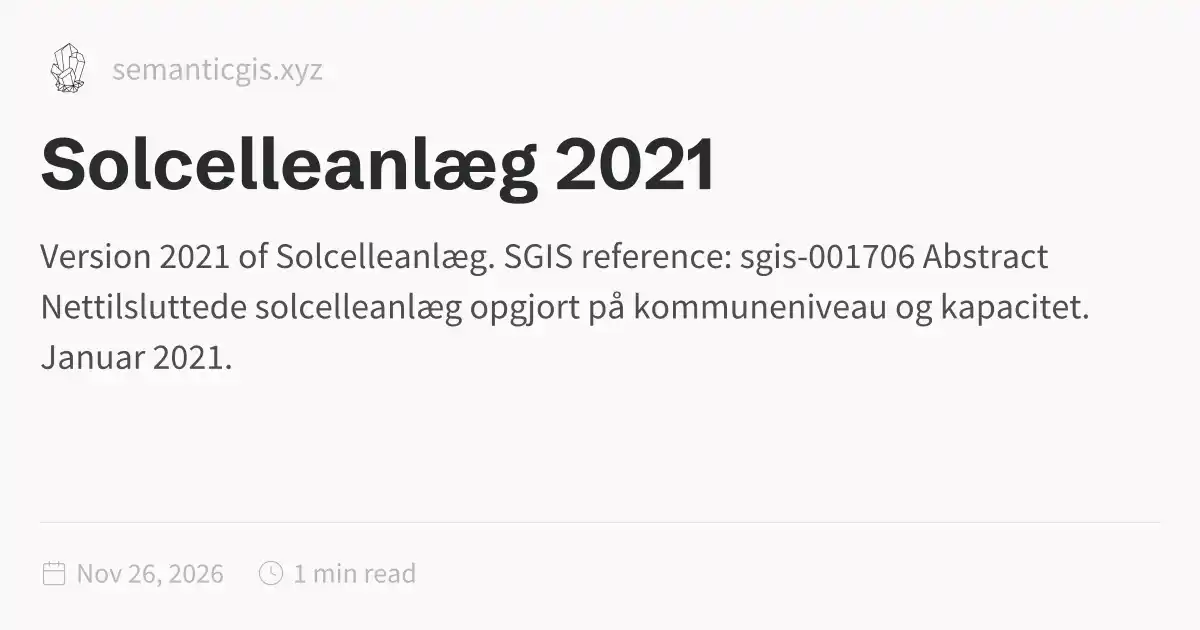 semanticgis.xyz
Solcelleanlæg 2021
Version 2021 of Solcelleanlæg. SGIS reference: sgis-001706 Abstract
Nettilsluttede solcelleanlæg opgjort på kommuneniveau og kapacitet.
Januar 2021.
Nov 26, 2026 1 min read